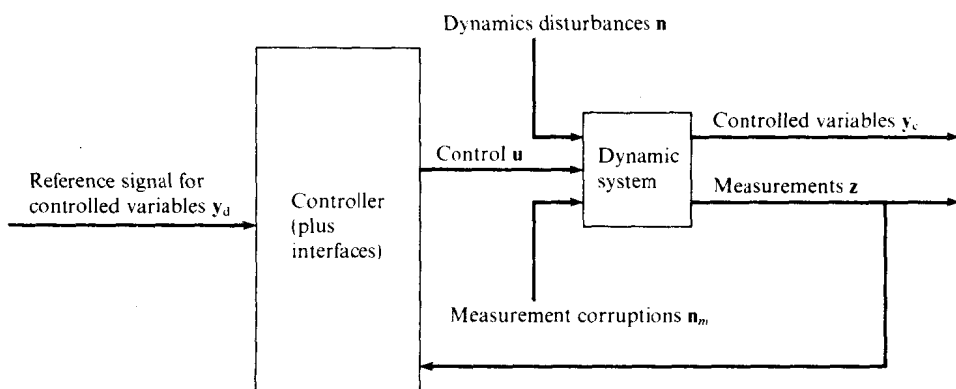 Dynamics disturbances n
Controlled variables y_c
Control u
Dynamic
system
Reference signal for
controlled variables y_d
Measurements z
Controller
(plus
interfaces)
Measurement corruptions n_m